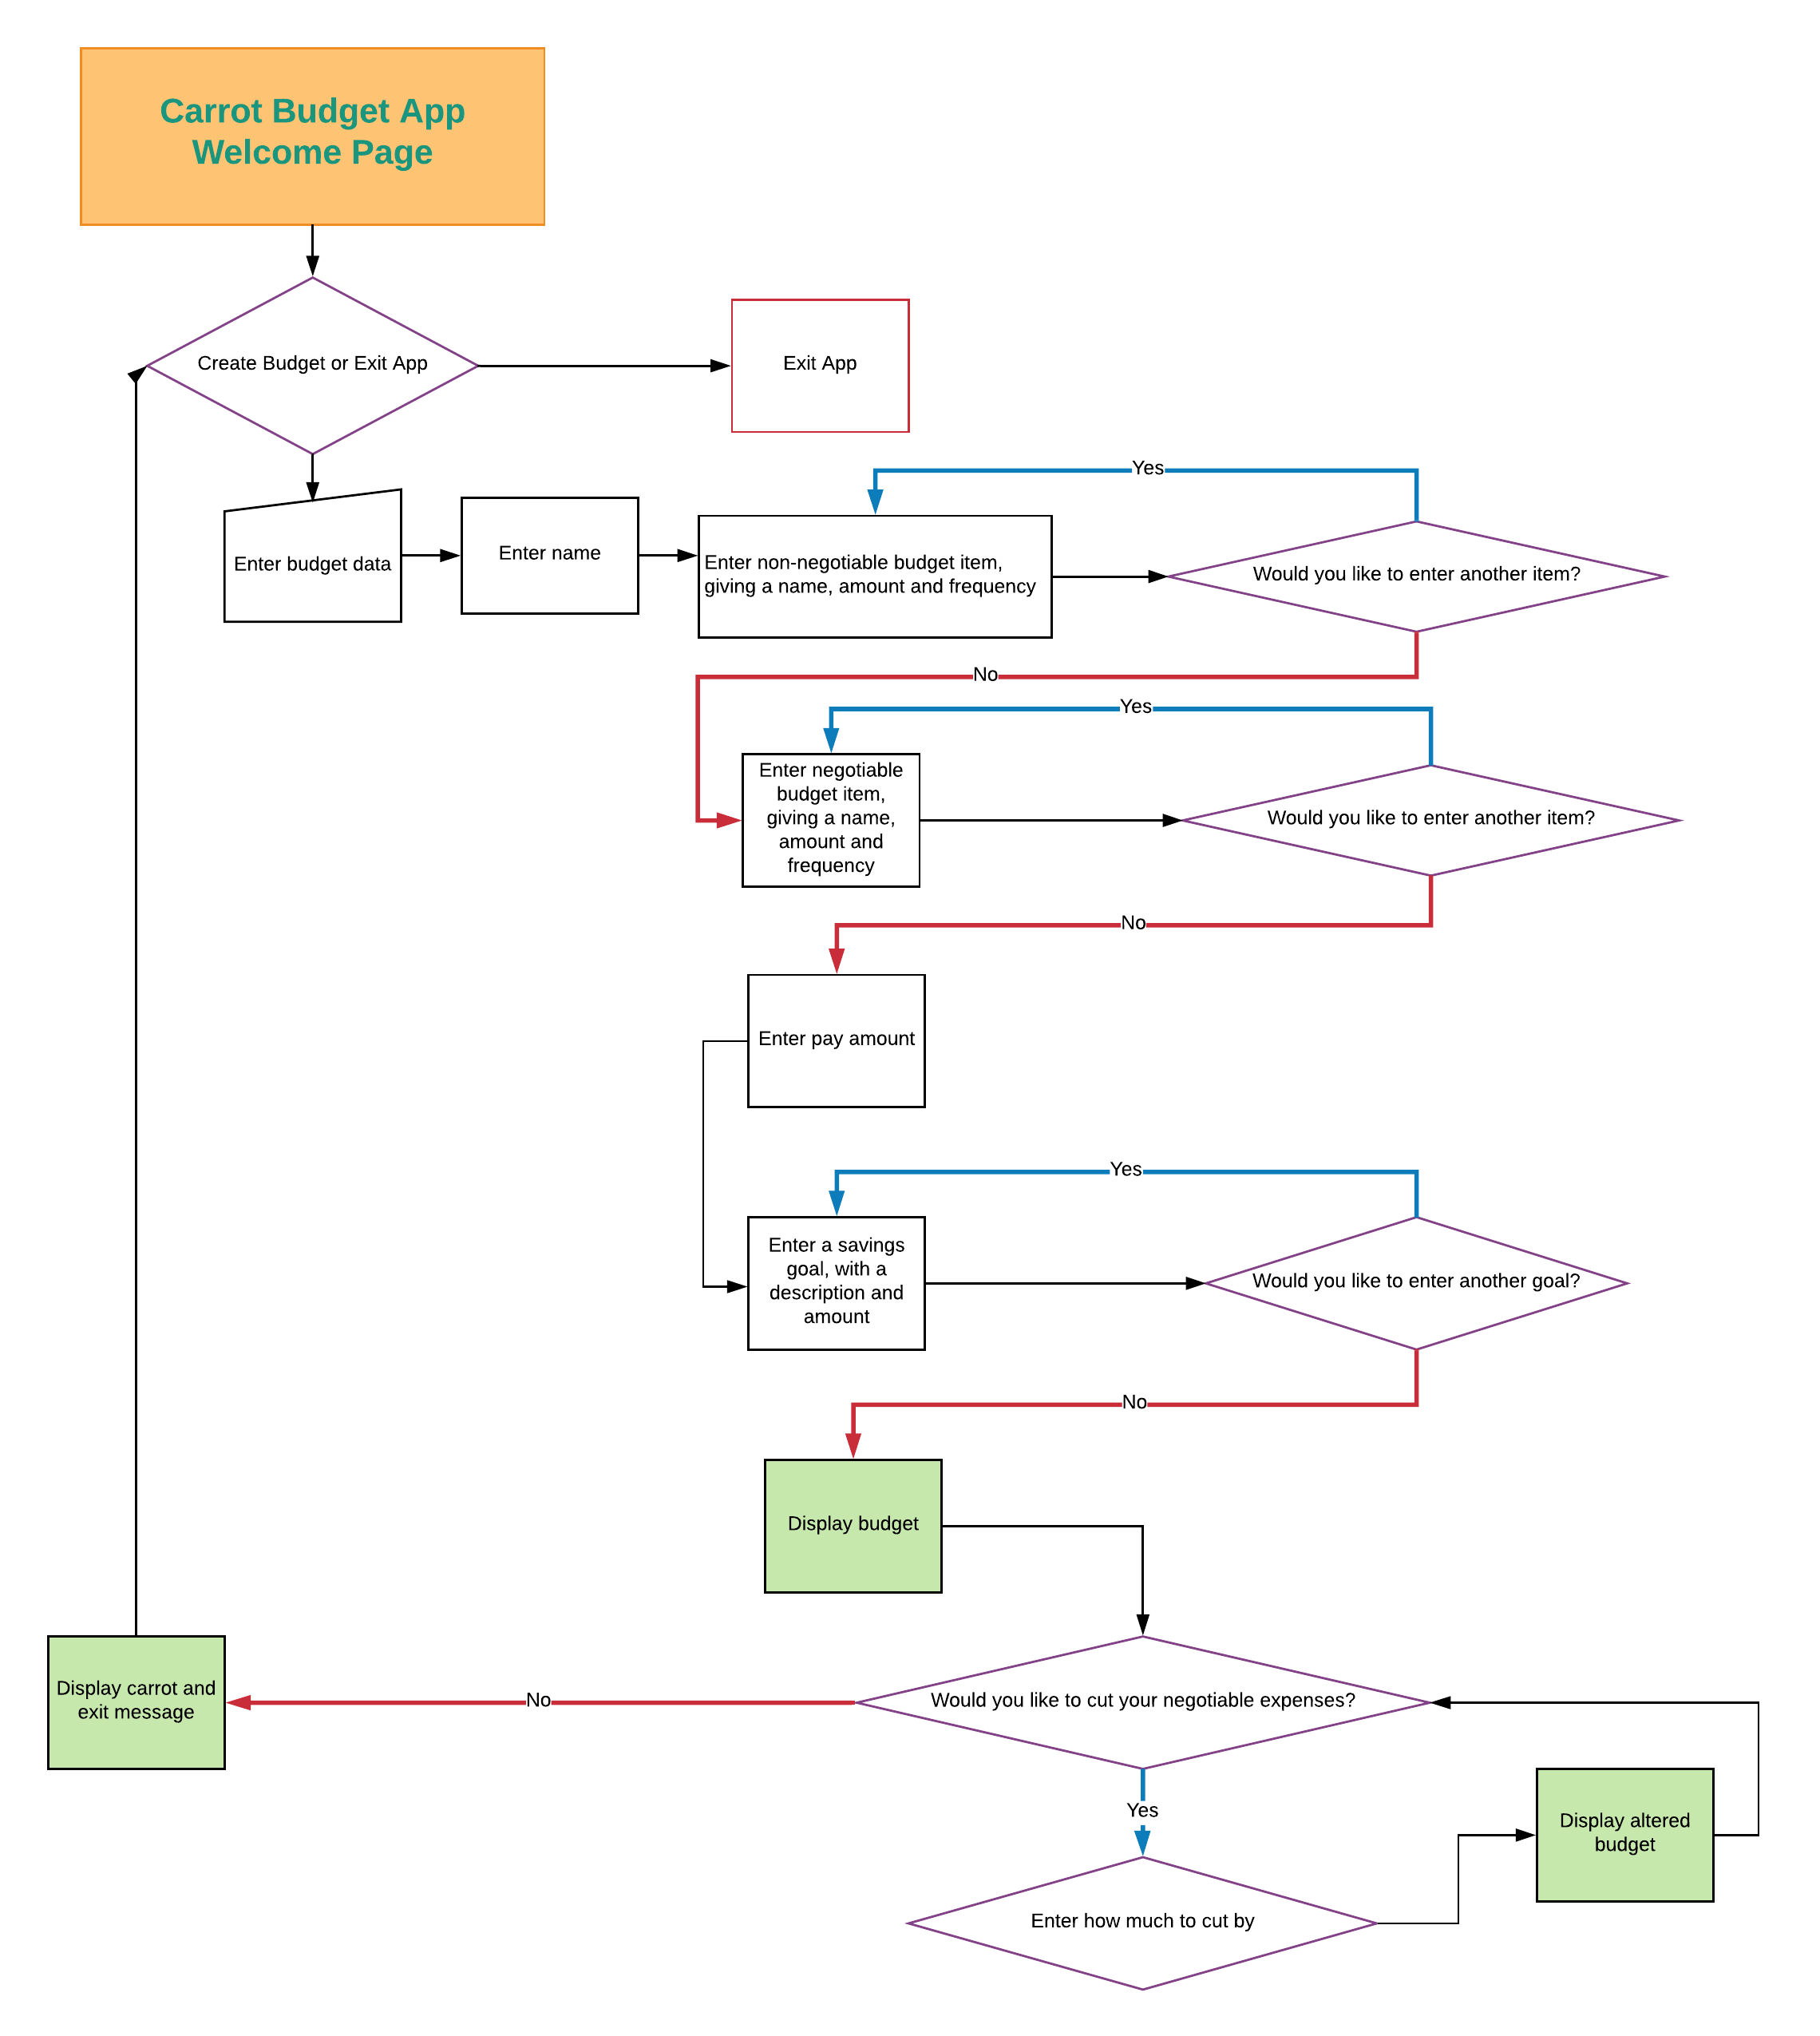 Carrot Budget App
Welcome Page
Create Budget or Exit App
Exit App
Yes
Enter budget data
Enter name
Enter non-negotiable budget item,
giving a name, amount and frequency
Would you like to enter another item?
No
Yes
Enter negotiable
budget item,
giving a name,
amount and
frequency
Would you like to enter another item?
No
Enter pay amount
Yes
Enter a savings
goal, with a
description and
amount
Would you like to enter another goal?
No
Display budget
Display carrot and
exit message
No
Would you like to cut your negotiable expenses?
Yes
Display altered
budget
Enter how much to cut by